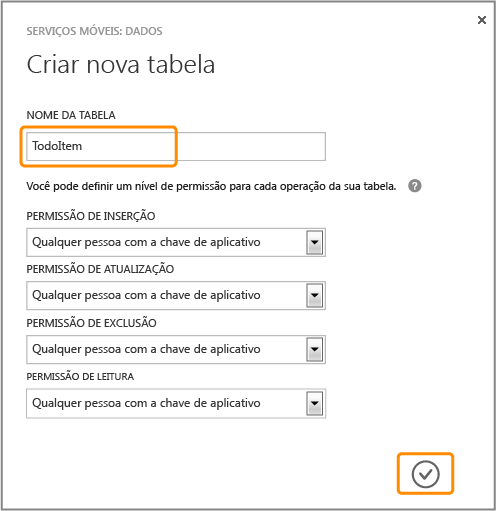 SERVIÇOS MÓVEIS: DADOS
Criar nova tabela
NOME DA TABELA
TodoItem
Você pode definir um nível de permissão para cada operação da sua tabela. ?
PERMISSÃO DE INSERÇÃO
Qualquer pessoa com a chave de aplicativo
PERMISSÃO DE ATUALIZAÇÃO
Qualquer pessoa com a chave de aplicativo
PERMISSÃO DE EXCLUSÃO
Qualquer pessoa com a chave de aplicativo
PERMISSÃO DE LEITURA
Qualquer pessoa com a chave de aplicativo